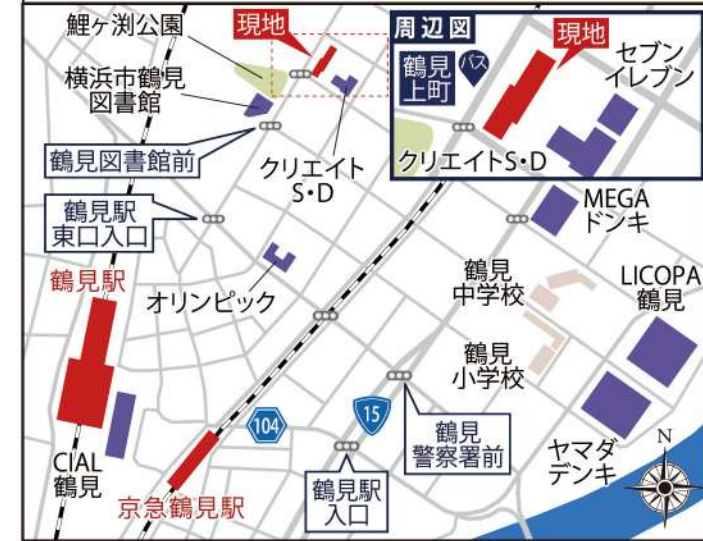 鯉ヶ渕公園
現地
横浜市鶴見
図書館
鶴見図書館前
クリエイト
S・D
鶴見駅
東口入口
鶴見駅
オリンピック
CIAL
鶴見
京急鶴見駅
104
15
鶴見駅
入口
鶴見
警察署前
周辺図
鶴見
上町
バス
現地
セブン
イレブン
クリエイトS・D
MEGA
ドンキ
鶴見
中学校
LICOPA
鶴見
鶴見
小学校
ヤマダ
デンキ
N